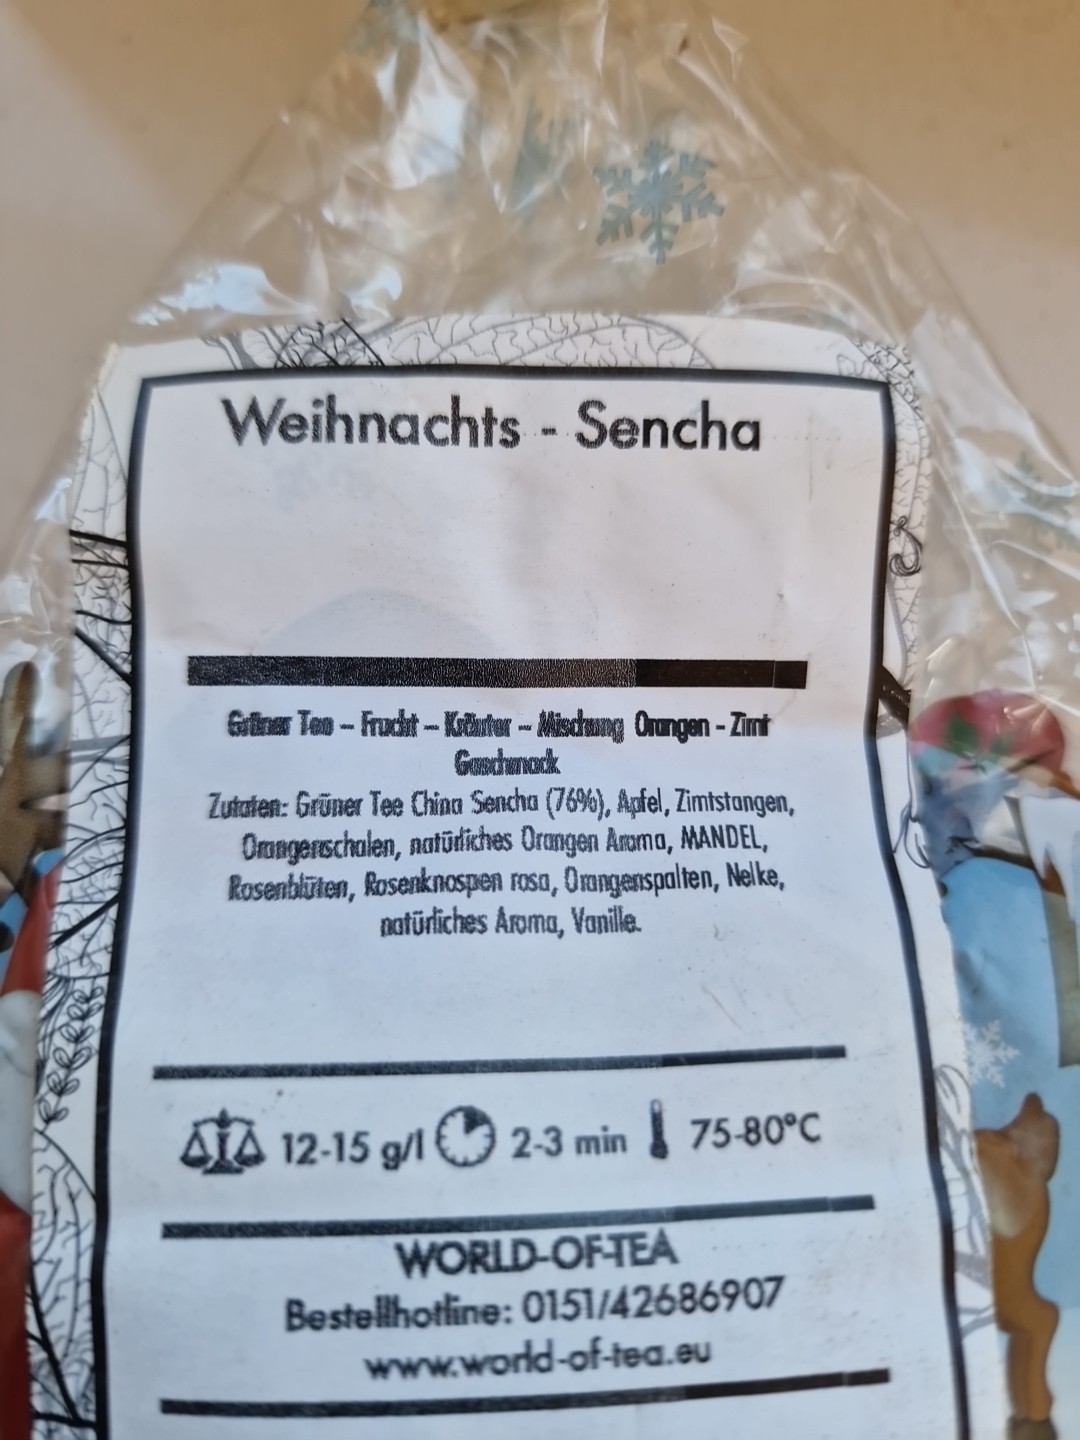 Weihnachts - Sencha
Grüner Tee – Frucht – Kräuter – Mischung Orangen - Zimt
Geschmack
Zutaten: Grüner Tee China Sencha (76%), Apfel, Zimtstangen,
Orangenschalen, natürliches Orangen Aroma, MANDEL,
Rosenblüten, Rosenknospen rosa, Orangenspalten, Nelke,
natürliches Aroma, Vanille.
12-15 g/l 2-3 min 75-80°C
WORLD-OF-TEA
Bestellhotline: 0151/42686907
www.world-of-tea.eu